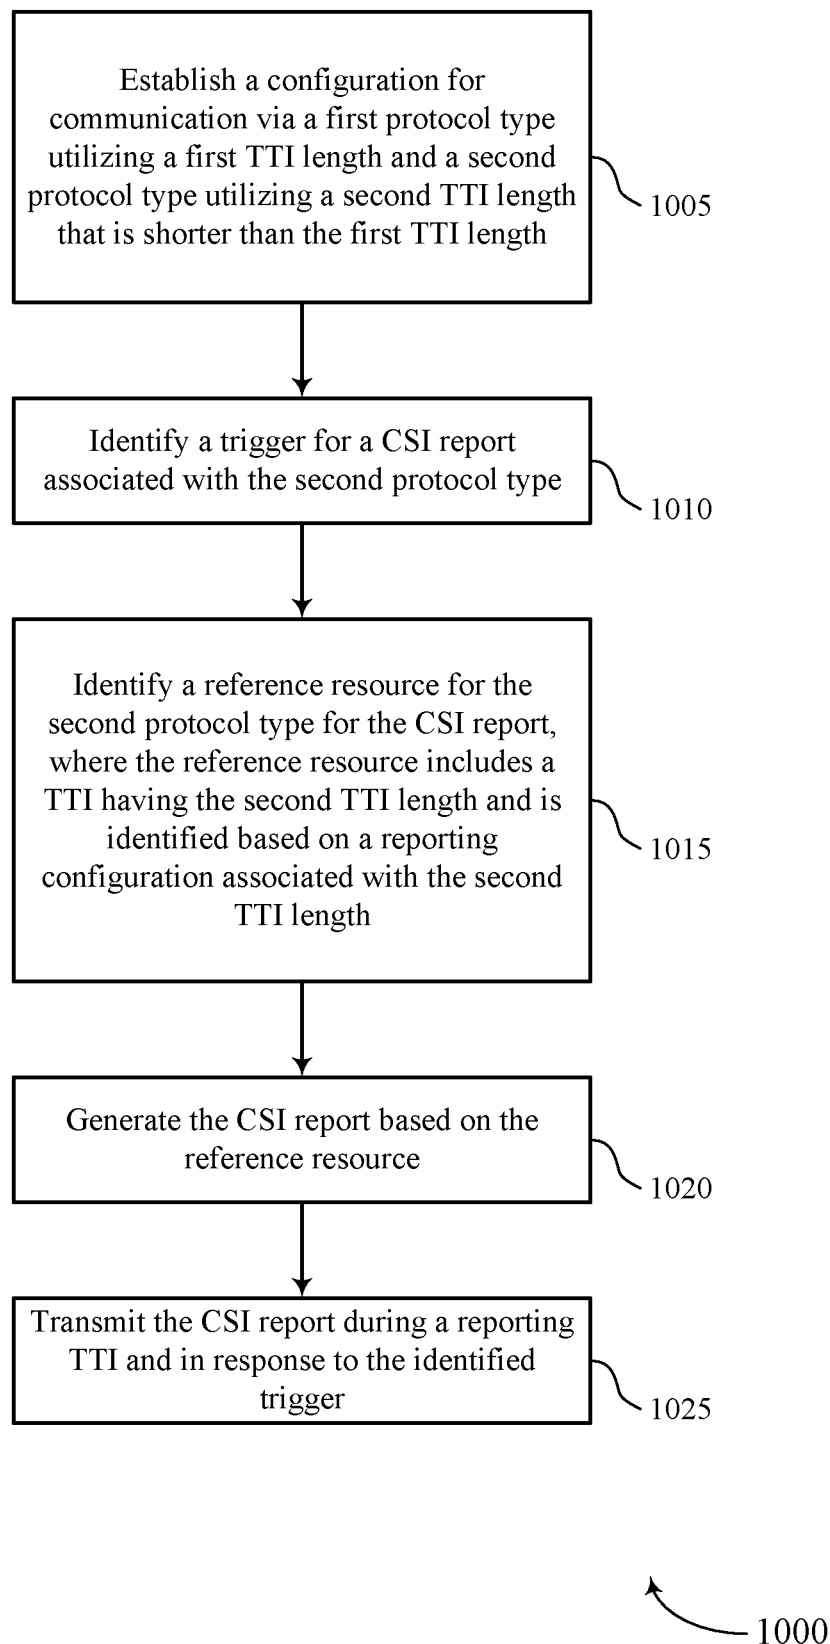 Establish a configuration for
communication via a first protocol type
utilizing a first TTI length and a second
protocol type utilizing a second TTI length
that is shorter than the first TTI length
1005
Identify a trigger for a CSI report
associated with the second protocol type
1010
Identify a reference resource for the
second protocol type for the CSI report,
where the reference resource includes a
TTI having the second TTI length and is
identified based on a reporting
configuration associated with the second
TTI length
1015
Generate the CSI report based on the
reference resource
1020
Transmit the CSI report during a reporting
TTI and in response to the identified
trigger
1025
1000